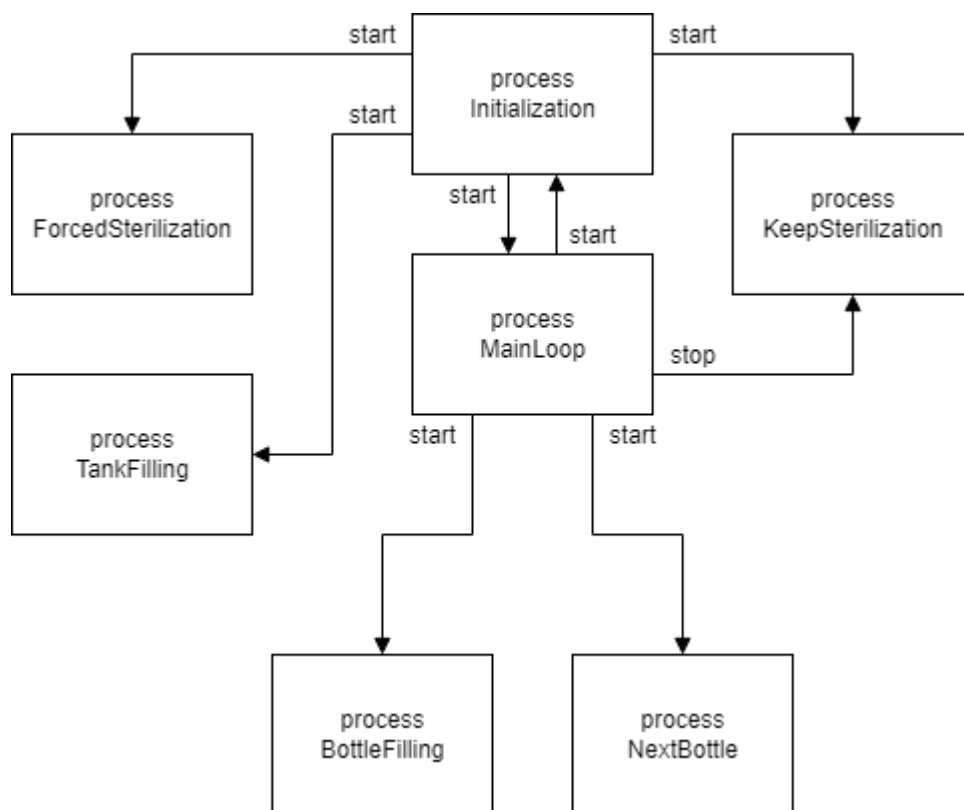 start
start
process
Initialization
start
process
ForcedSterilization
start
start
process
KeepSterilization
process
MainLoop
stop
process
TankFilling
start
start
process
BottleFilling
process
NextBottle